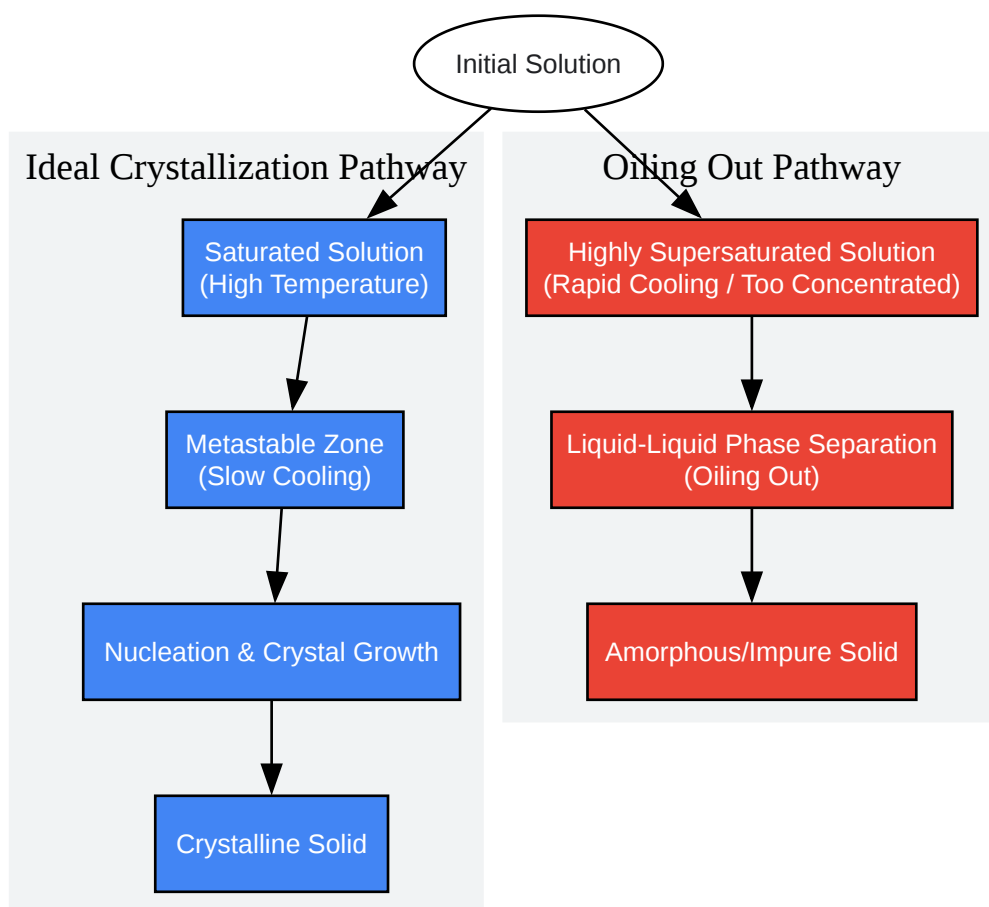 Initial Solution
Ideal Crystallization Pathway
Saturated Solution
(High Temperature)
Metastable Zone
(Slow Cooling)
Nucleation & Crystal Growth
Crystalline Solid
Oiling Out Pathway
Highly Supersaturated Solution
(Rapid Cooling / Too Concentrated)
Liquid-Liquid Phase Separation
(Oiling Out)
Amorphous/Impure Solid